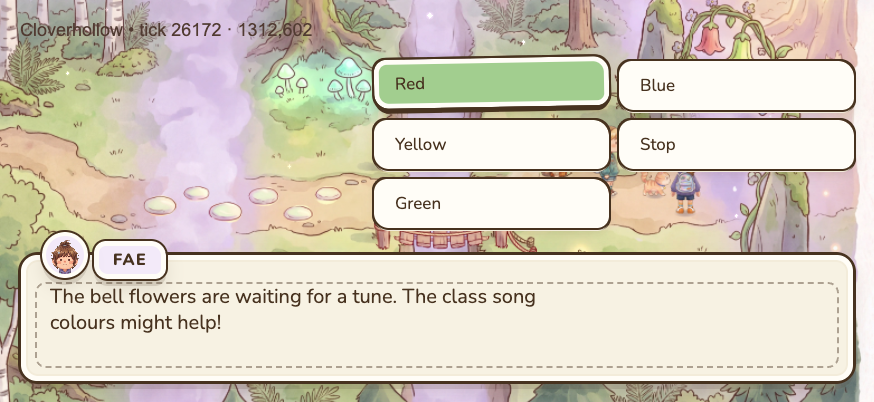 Cloverhollow • tick 26172 · 1312,602
Red
Blue
Yellow
Stop
Green
FAE
The bell flowers are waiting for a tune. The class song
colours might help!